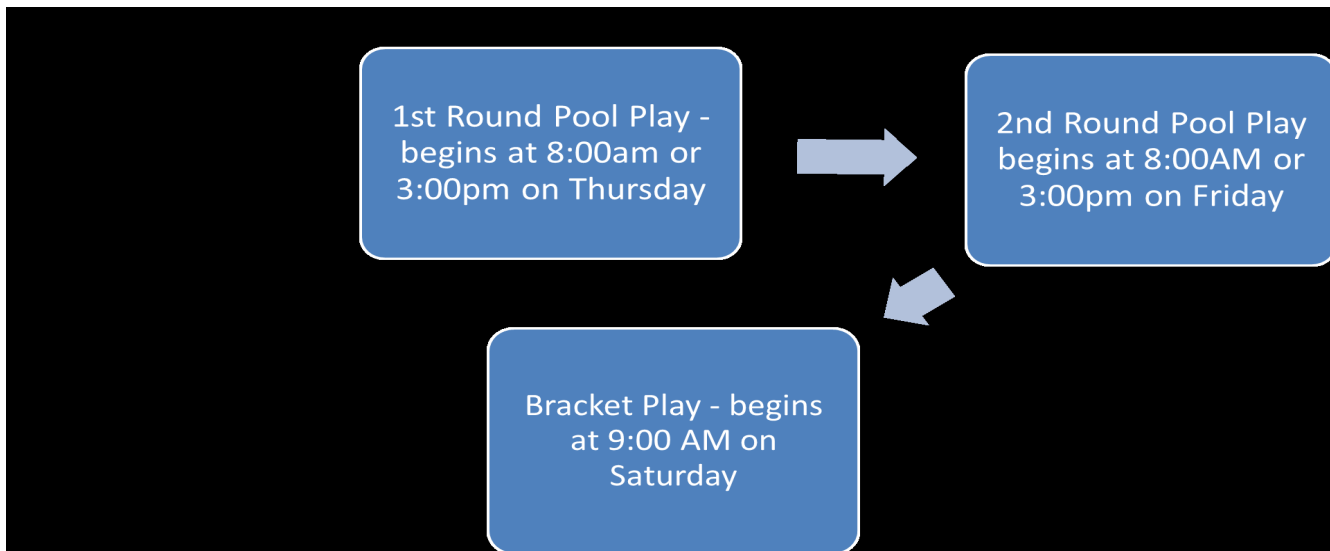 1st Round Pool Play -
begins at 8:00am or
3:00pm on Thursday
2nd Round Pool Play
begins at 8:00AM or
3:00pm on Friday
Bracket Play - begins
at 9:00 AM on
Saturday